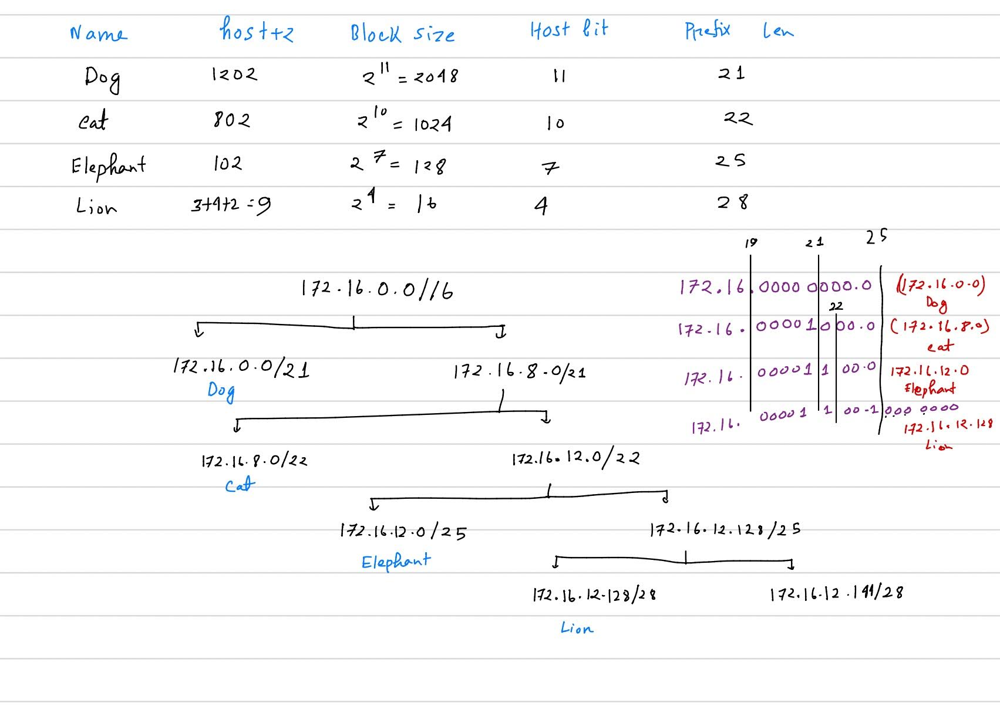 Name host+2 Block size Host bit Prefix Len
Dog 1202 2^11 = 2048 11 21
cat 802 2^10 = 1024 10 22
Elephant 102 2^7 = 128 7 25
Lion 3+4+2 = 9 2^4 = 16 4 28
19 21 25
172.16.0.0//16
172.16.0000 0000.0 (172.16.0.0)
Dog
22
172.16.00001000.0 (172.16.8.0)
cat
172.16.0.0/21 172.16.8.0/21
Dog
172.16.00001 1 00.0 172.16.12.0
Elephant
172.16.00001 1 00.1 000 0000
172.16.12.128
Lion
172.16.8.0/22 172.16.12.0/22
Cat
172.16.12.0/25 172.16.12.128/25
Elephant
172.16.12.128/28 172.16.12.144/28
Lion